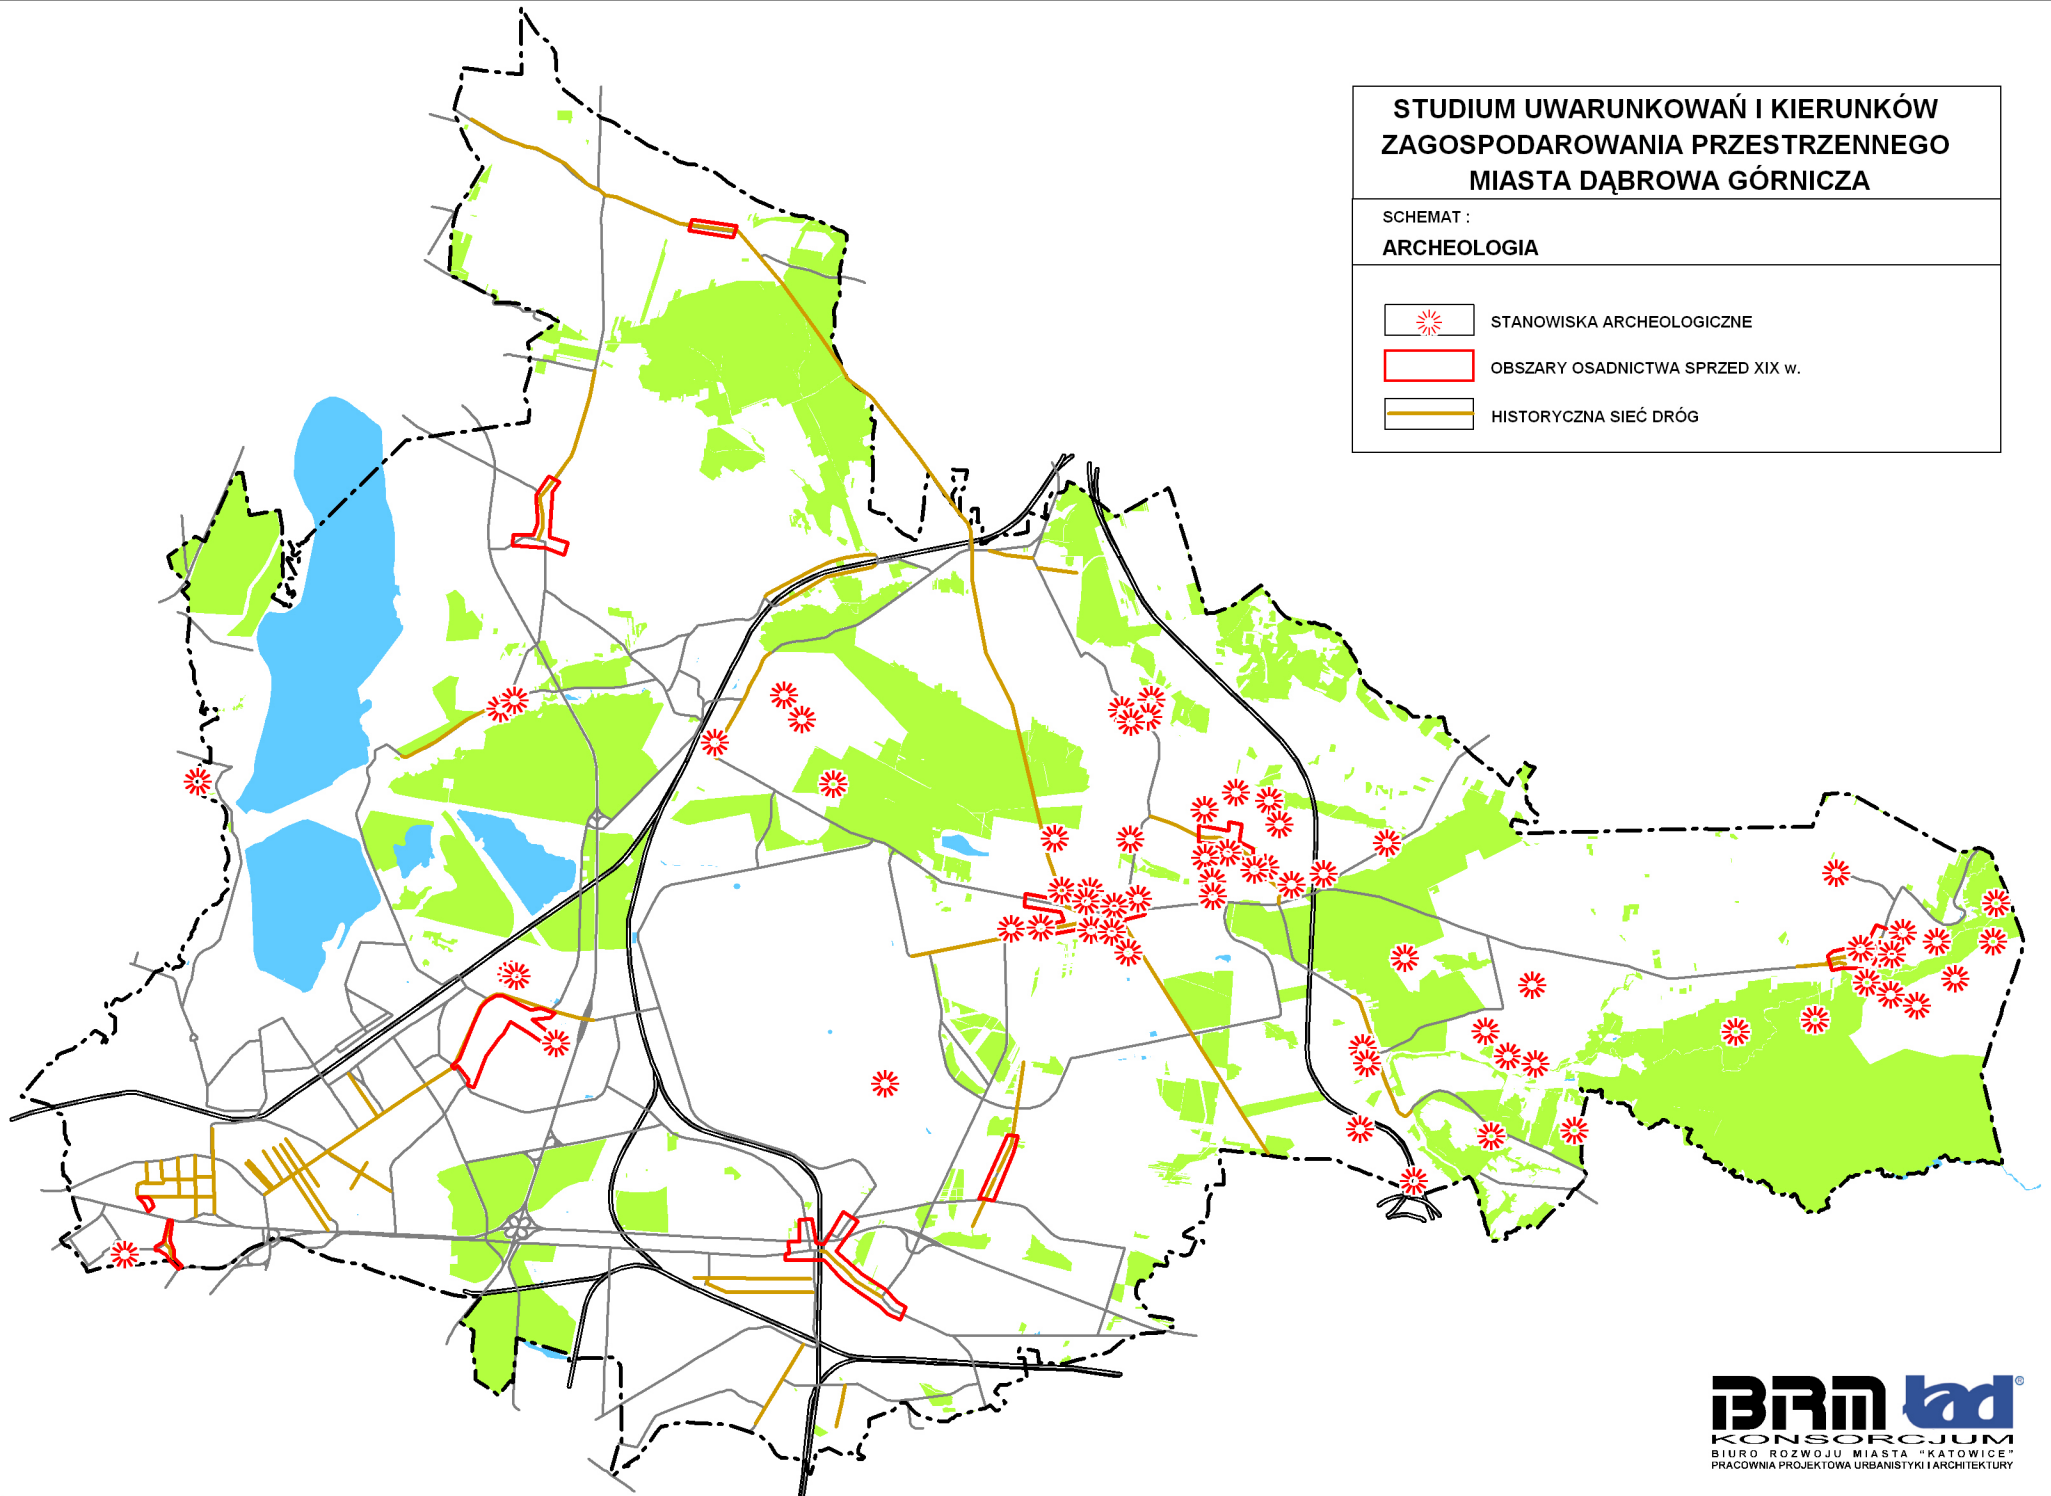 STUDIUM UWARUNKOWAŃ I KIERUNKÓW
ZAGOSPODAROWANIA PRZESTRZENNEGO
MIASTA DĄBROWA GÓRNICZA
SCHEMAT :
ARCHEOLOGIA
STANOWISKA ARCHEOLOGICZNE
OBSZARY OSADNICTWA SPRZED XIX w.
HISTORYCZNA SIEĆ DRÓG
BRM ład®
KONSORCJUM
BIURO ROZWOJU MIASTA "KATOWICE"
PRACOWNIA PROJEKTOWA URBANISTYKI I ARCHITEKTURY